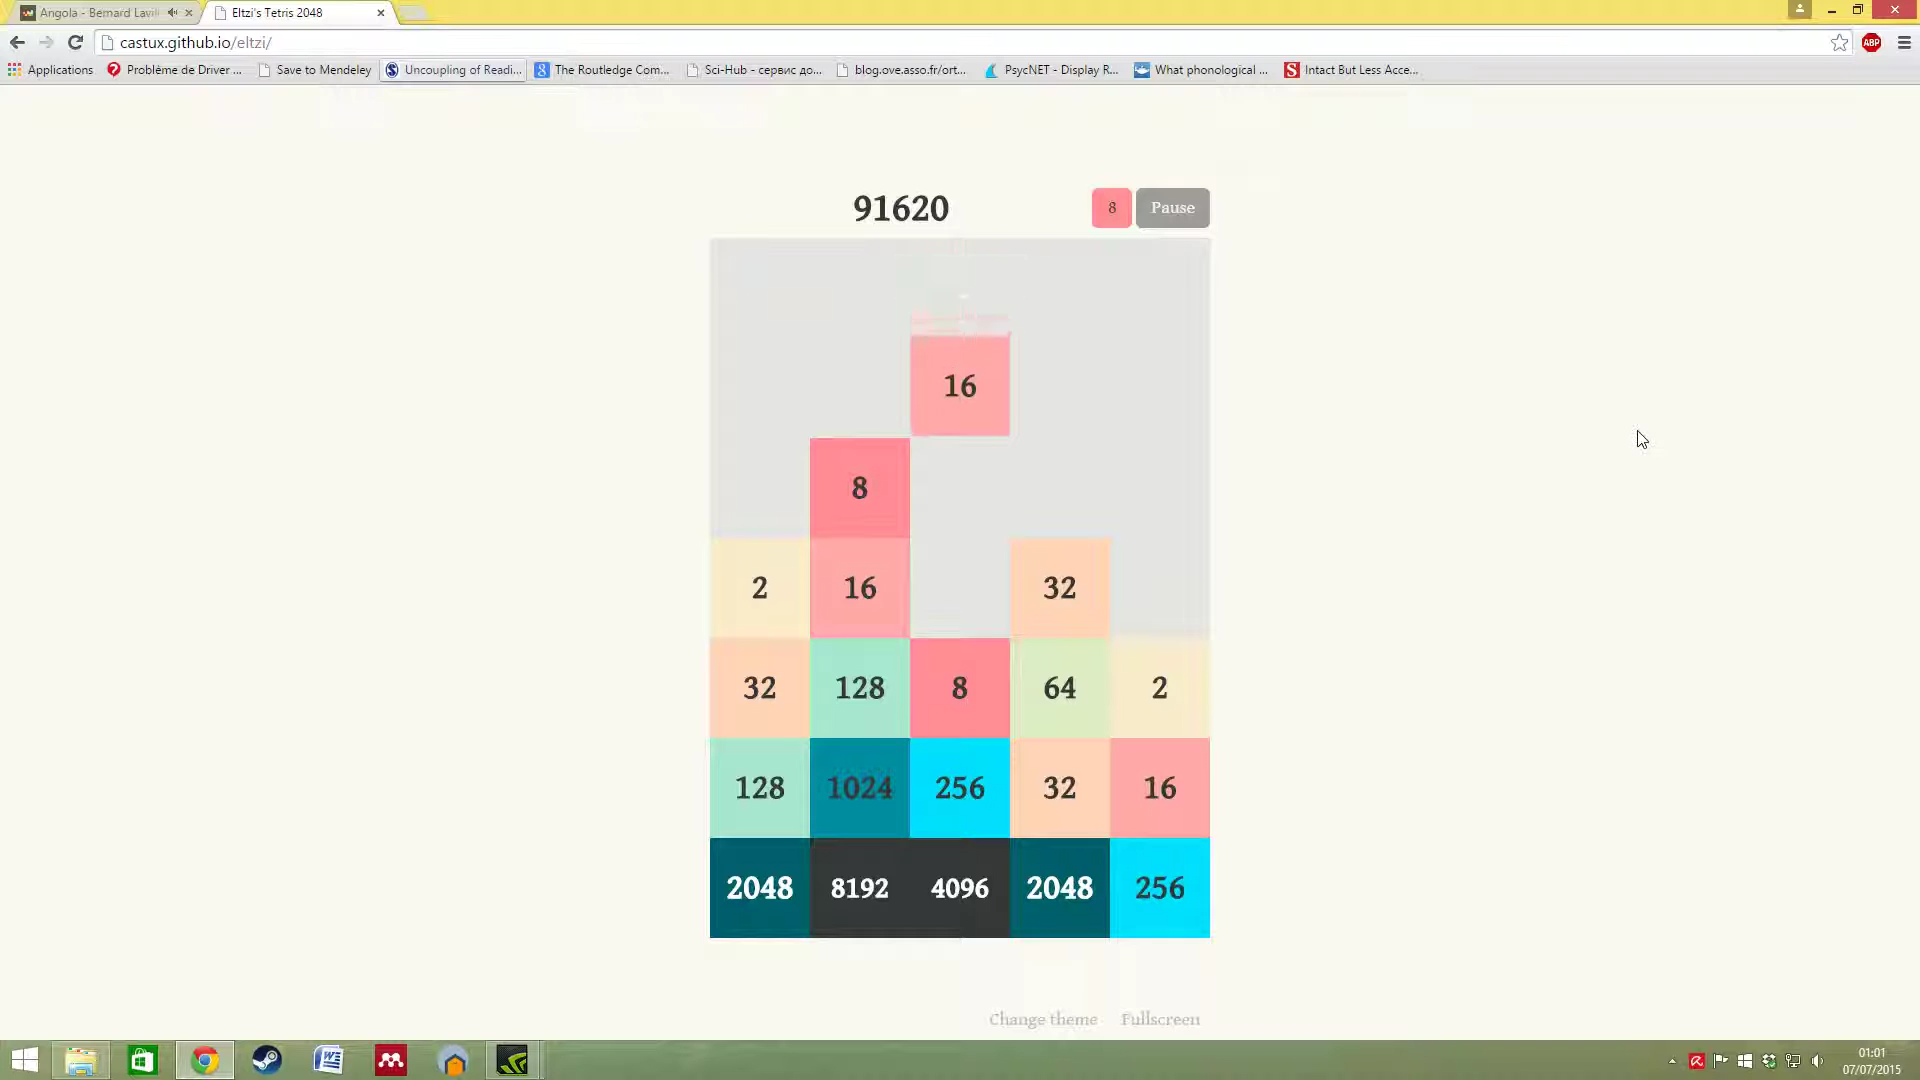 Angola - Bernard Lavil
Eltzi's Tetris 2048
castux.github.io/eltzi/
Applications
Problème de Driver ...
Save to Mendeley
Uncoupling of Readi...
The Routledge Com...
Sci-Hub - сервис до...
blog.ove.asso.fr/ort...
PsycNET - Display R...
What phonological ...
Intact But Less Acce...
ABP
91620
8
Pause
16
8
2 16 32
32 128 8 64 2
128 1024 256 32 16
2048 8192 4096 2048 256
Change theme Fullscreen
01:01
07/07/2015